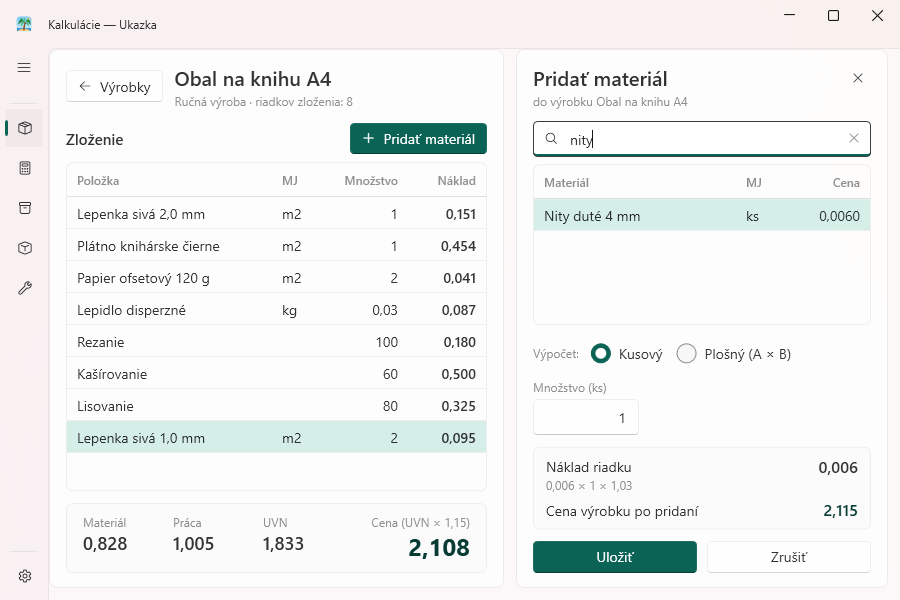 Kalkulácie — Ukazka
Výrobky
Obal na knihu A4
Ručná výroba · riadkov zloženia: 8
Zloženie
Pridať materiál
Položka MJ Množstvo Náklad
Lepenka sivá 2,0 mm m2 1 0,151
Plátno knihárske čierne m2 1 0,454
Papier ofsetový 120 g m2 2 0,041
Lepidlo disperzné kg 0,03 0,087
Rezanie 100 0,180
Kašírovanie 60 0,500
Lisovanie 80 0,325
Lepenka sivá 1,0 mm m2 2 0,095
Materiál Práca UVN Cena (UVN × 1,15)
0,828 1,005 1,833 2,108
Pridať materiál
do výrobku Obal na knihu A4
nity
Materiál MJ Cena
Nity duté 4 mm ks 0,0060
Výpočet: Kusový Plošný (A × B)
Množstvo (ks)
1
Náklad riadku 0,006
0,006 × 1 × 1,03
Cena výrobku po pridaní 2,115
Uložiť Zrušiť